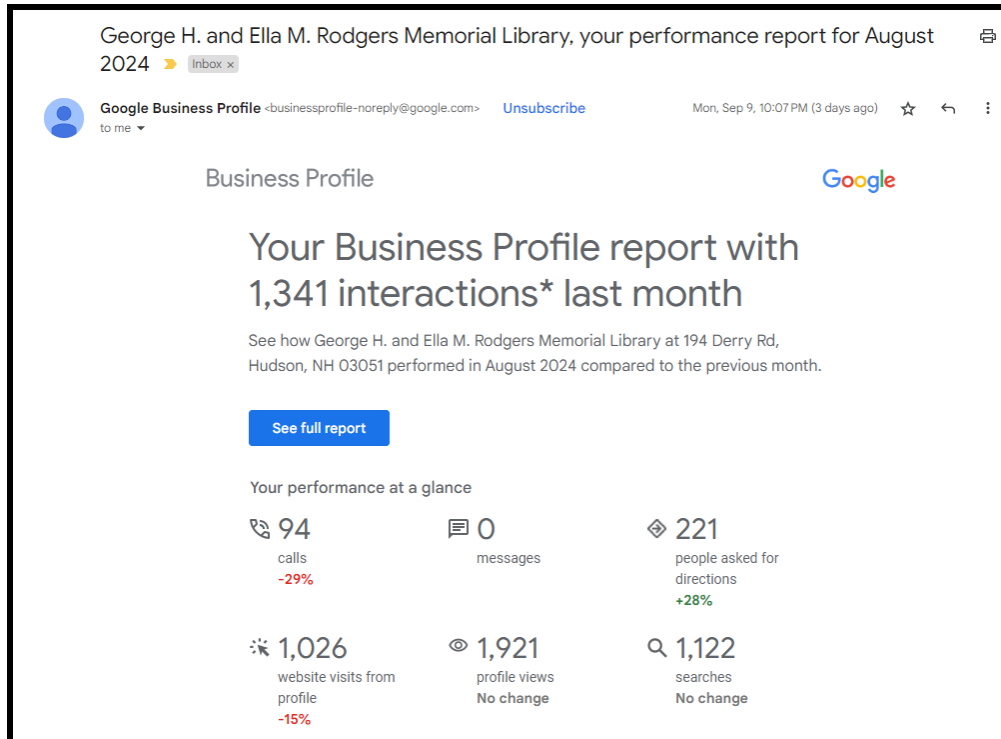 George H. and Ella M. Rodgers Memorial Library, your performance report for August
2024 Inbox ×
Google Business Profile <businessprofile-noreply@google.com> Unsubscribe Mon, Sep 9, 10:07 PM (3 days ago)
to me
Business Profile Google
Your Business Profile report with
1,341 interactions* last month
See how George H. and Ella M. Rodgers Memorial Library at 194 Derry Rd,
Hudson, NH 03051 performed in August 2024 compared to the previous month.
See full report
Your performance at a glance
94
calls
-29%
0
messages
221
people asked for
directions
+28%
1,026
website visits from
profile
-15%
1,921
profile views
No change
1,122
searches
No change